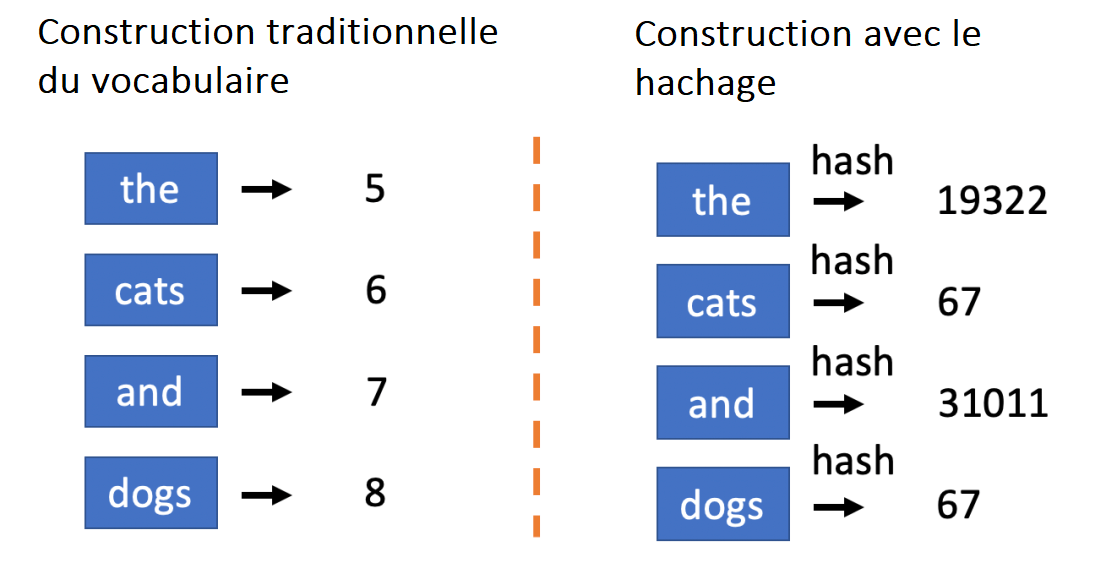 Construction traditionnelle
du vocabulaire
the
5
cats
6
and
7
dogs
8
Construction avec le
hachage
hash
the
19322
hash
cats
67
hash
and
31011
hash
dogs
67